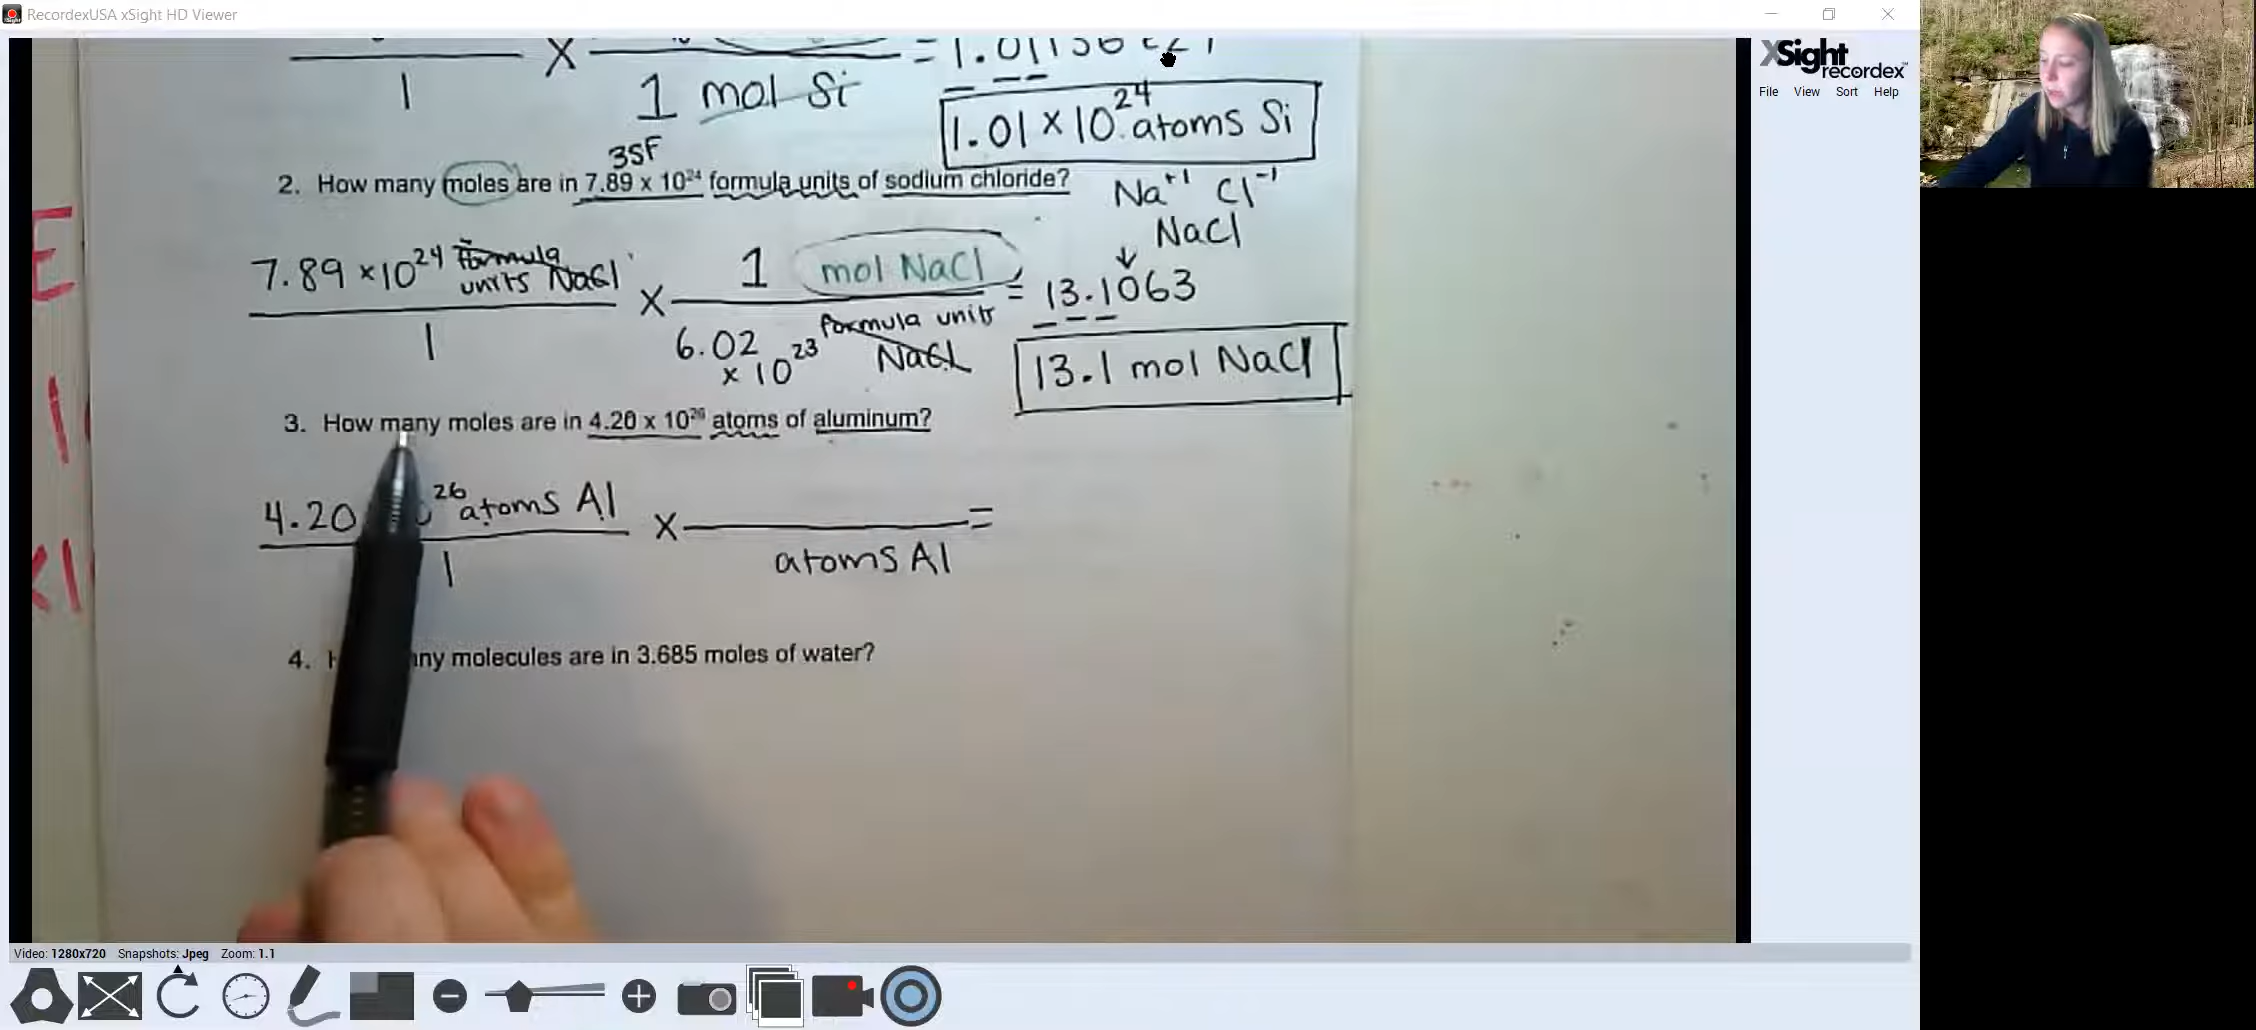 RecordexUSA xSight HD Viewer
XSight
recordex
File View Sort Help
1 X 1 mol Si
1.01 x 10^24 atoms Si
3SF
2. How many moles are in 7.89 x 10^24 formula units of sodium chloride?
Na^+1 Cl^-1
NaCl
7.89 x 10^24 formula units NaCl X 1 mol NaCl = 13.1063
1
6.02 x 10^23 formula units NaCl
13.1 mol NaCl
3. How many moles are in 4.20 x 10^26 atoms of aluminum?
4.20 26 atoms Al X =
1 atoms Al
4. molecules are in 3.685 moles of water?
E
Video: 1280x720 Snapshots: Jpeg Zoom: 1.1